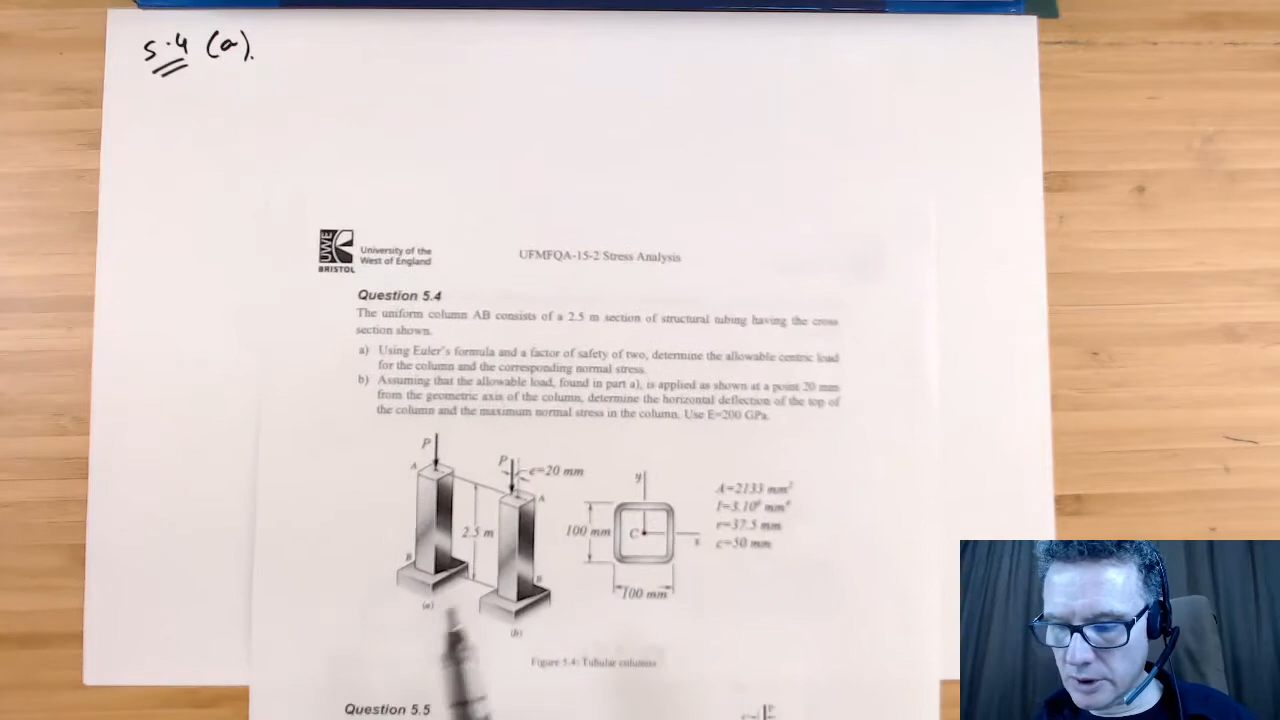 5.4 (a).
UWE
BRISTOL
University of the
West of England
UFMFQA-15-2 Stress Analysis
Question 5.4
The uniform column AB consists of a 2.5 m section of structural tubing having the cross
section shown.
a) Using Euler's formula and a factor of safety of two, determine the allowable centric load
for the column and the corresponding normal stress.
b) Assuming that the allowable load, found in part a), is applied as shown at a point 20 mm
from the geometric axis of the column, determine the horizontal deflection of the top of
the column and the maximum normal stress in the column. Use E=200 GPa.
P
A
B
(a)
2.5 m
P
e=20 mm
A
B
(b)
y
100 mm
C
x
100 mm
A=2133 mm²
I=3.10⁶ mm⁴
r=37.5 mm
c=50 mm
Figure 5.4: Tubular columns
Question 5.5
P